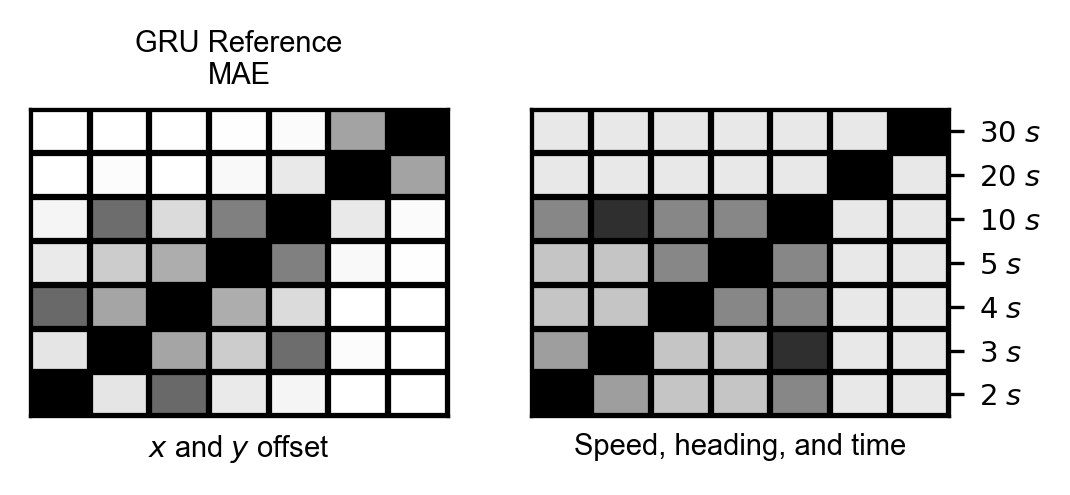 GRU Reference
MAE
30 s
20 s
10 s
5 s
4 s
3 s
2 s
x and y offset
Speed, heading, and time